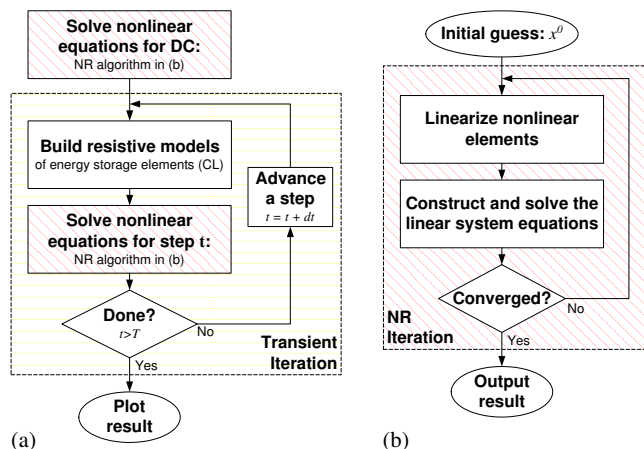 Solve nonlinear
equations for DC:
NR algorithm in (b)
Build resistive models
of energy storage elements (CL)
Advance
a step
t = t + dt
Solve nonlinear
equations for step t:
NR algorithm in (b)
Done?
t>T
No
Yes
Transient
Iteration
Plot
result
(a)
Initial guess: x⁰
Linearize nonlinear
elements
Construct and solve the
linear system equations
Converged?
No
Yes
NR
Iteration
Output
result
(b)